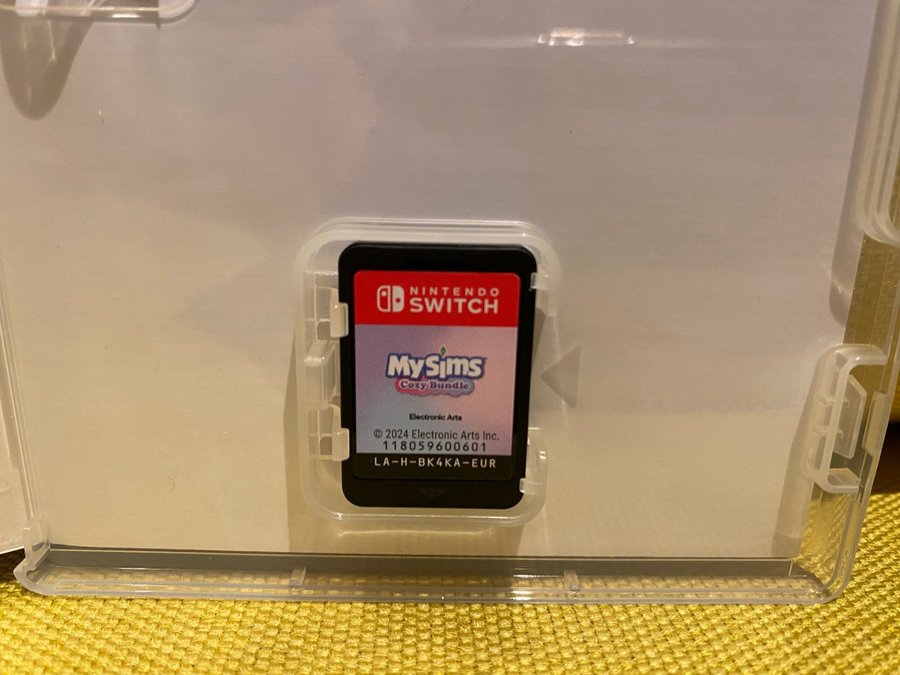 NINTENDO
SWITCH
MySims
Cozy Bundle
Electronic Arts
© 2024 Electronic Arts Inc.
118059600601
LA-H-BK4KA-EUR